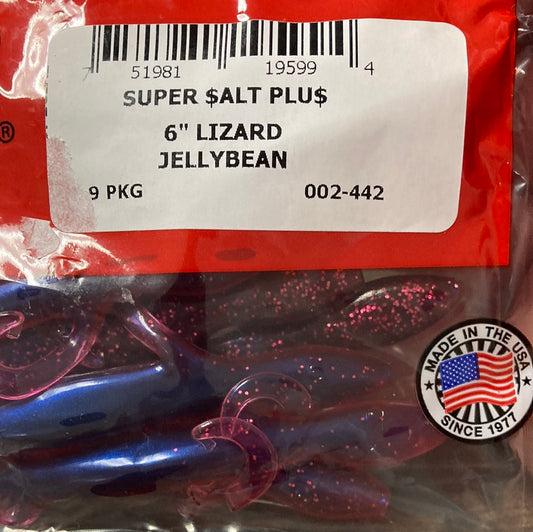 ®
7 51981 19599 4
SUPER $ALT PLU$
6" LIZARD
JELLYBEAN
9 PKG 002-442
MADE IN THE USA
SINCE 1977